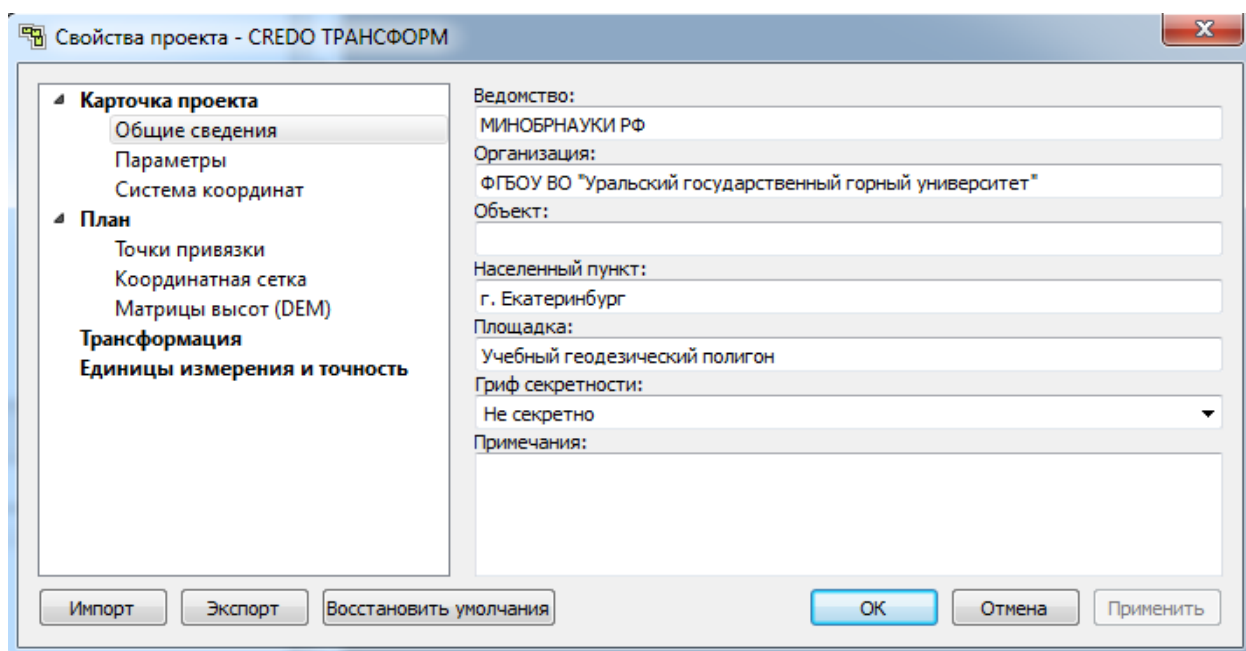 Свойства проекта - CREDO ТРАНСФОРМ
Карточка проекта
Общие сведения
Параметры
Система координат
План
Точки привязки
Координатная сетка
Матрицы высот (DEM)
Трансформация
Единицы измерения и точность
Ведомство:
МИНОБРНАУКИ РФ
Организация:
ФГБОУ ВО "Уральский государственный горный университет"
Объект:
Населенный пункт:
г. Екатеринбург
Площадка:
Учебный геодезический полигон
Гриф секретности:
Не секретно
Примечания:
Импорт
Экспорт
Восстановить умолчания
ОК
Отмена
Применить